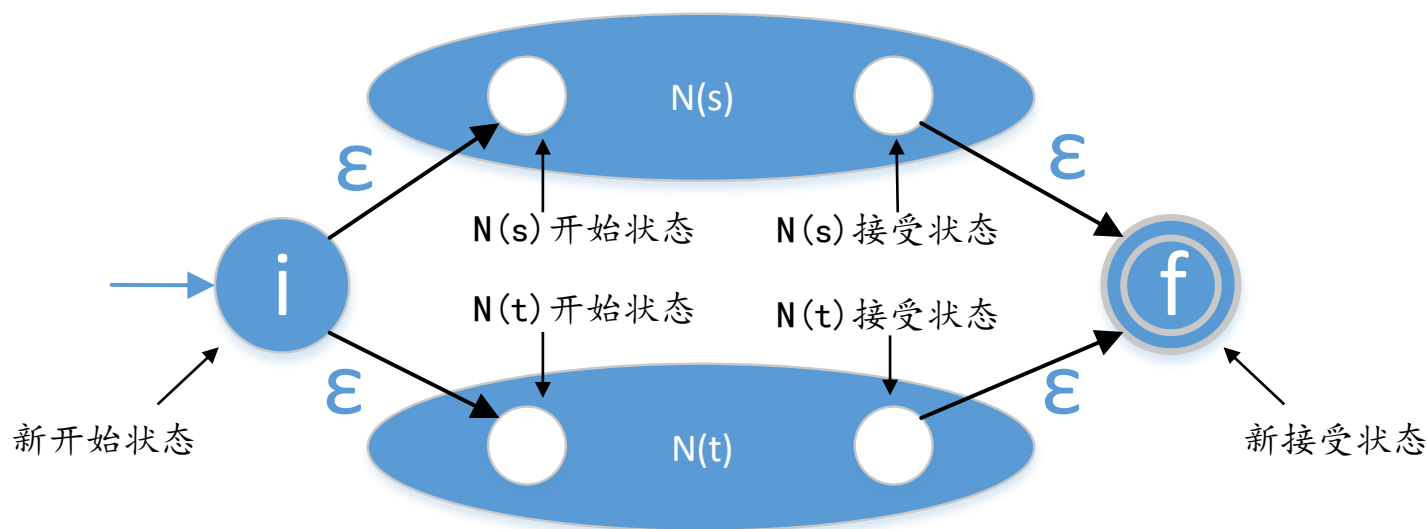 N(s)
ε
ε
N(s)开始状态
N(s)接受状态
i
f
N(t)开始状态
N(t)接受状态
ε
ε
新开始状态
N(t)
新接受状态